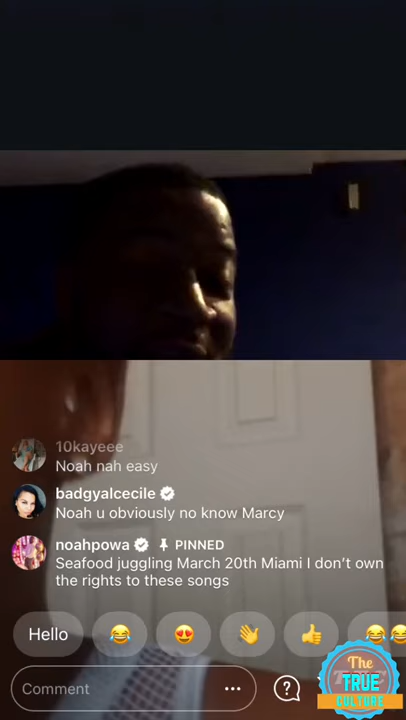 10kayeee
Noah nah easy
badgyalcecile
Noah u obviously no know Marcy
noahpowa PINNED
Seafood juggling March 20th Miami I don't own
the rights to these songs
Hello
Comment
The
TRUE
CULTURE